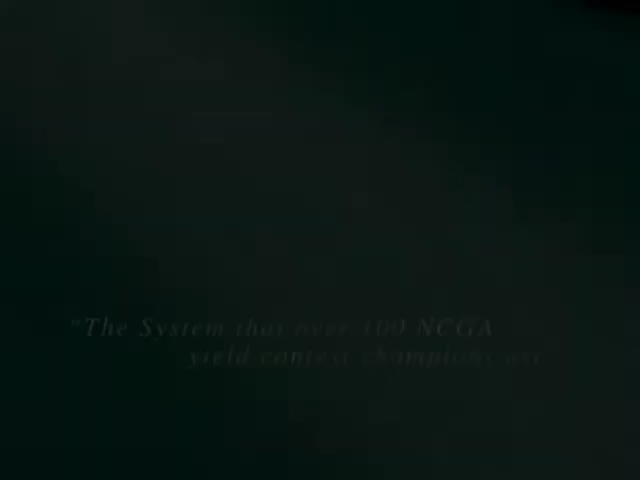 "The System that over 100 NCGA
yield contest champions use